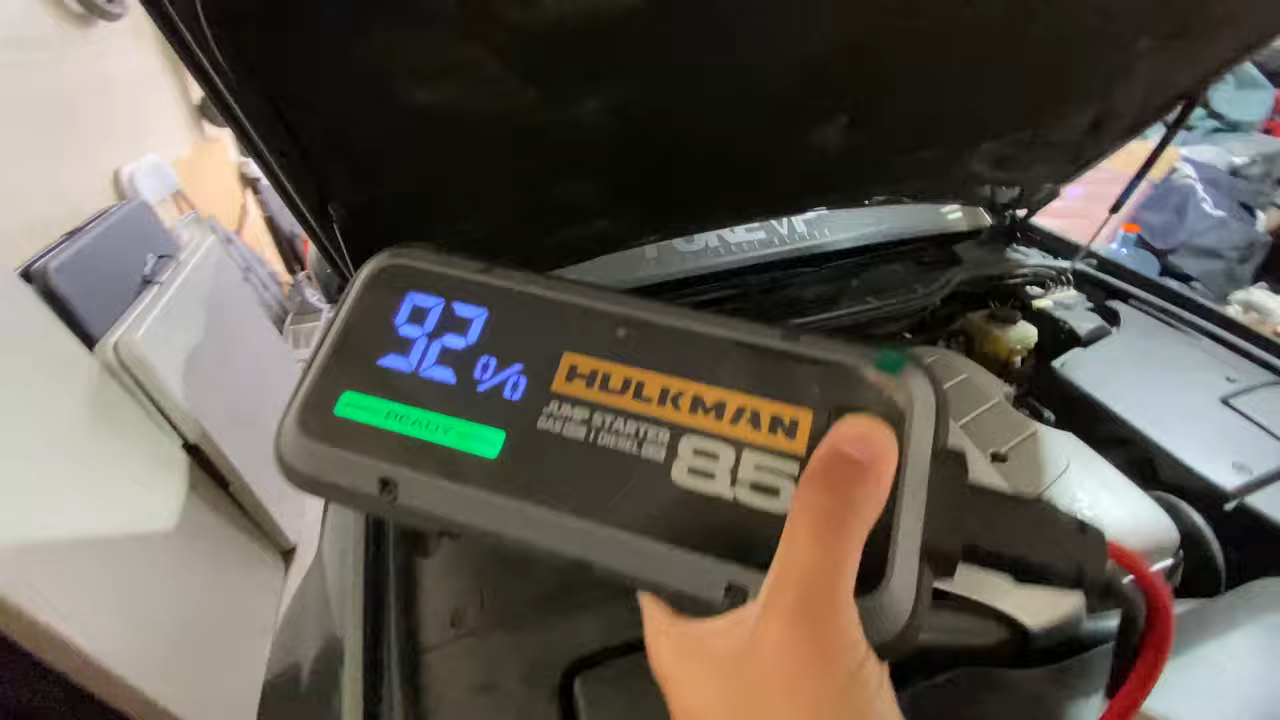 92%
READY
HULKMAN
JUMP STARTER
GAS | DIESEL
85